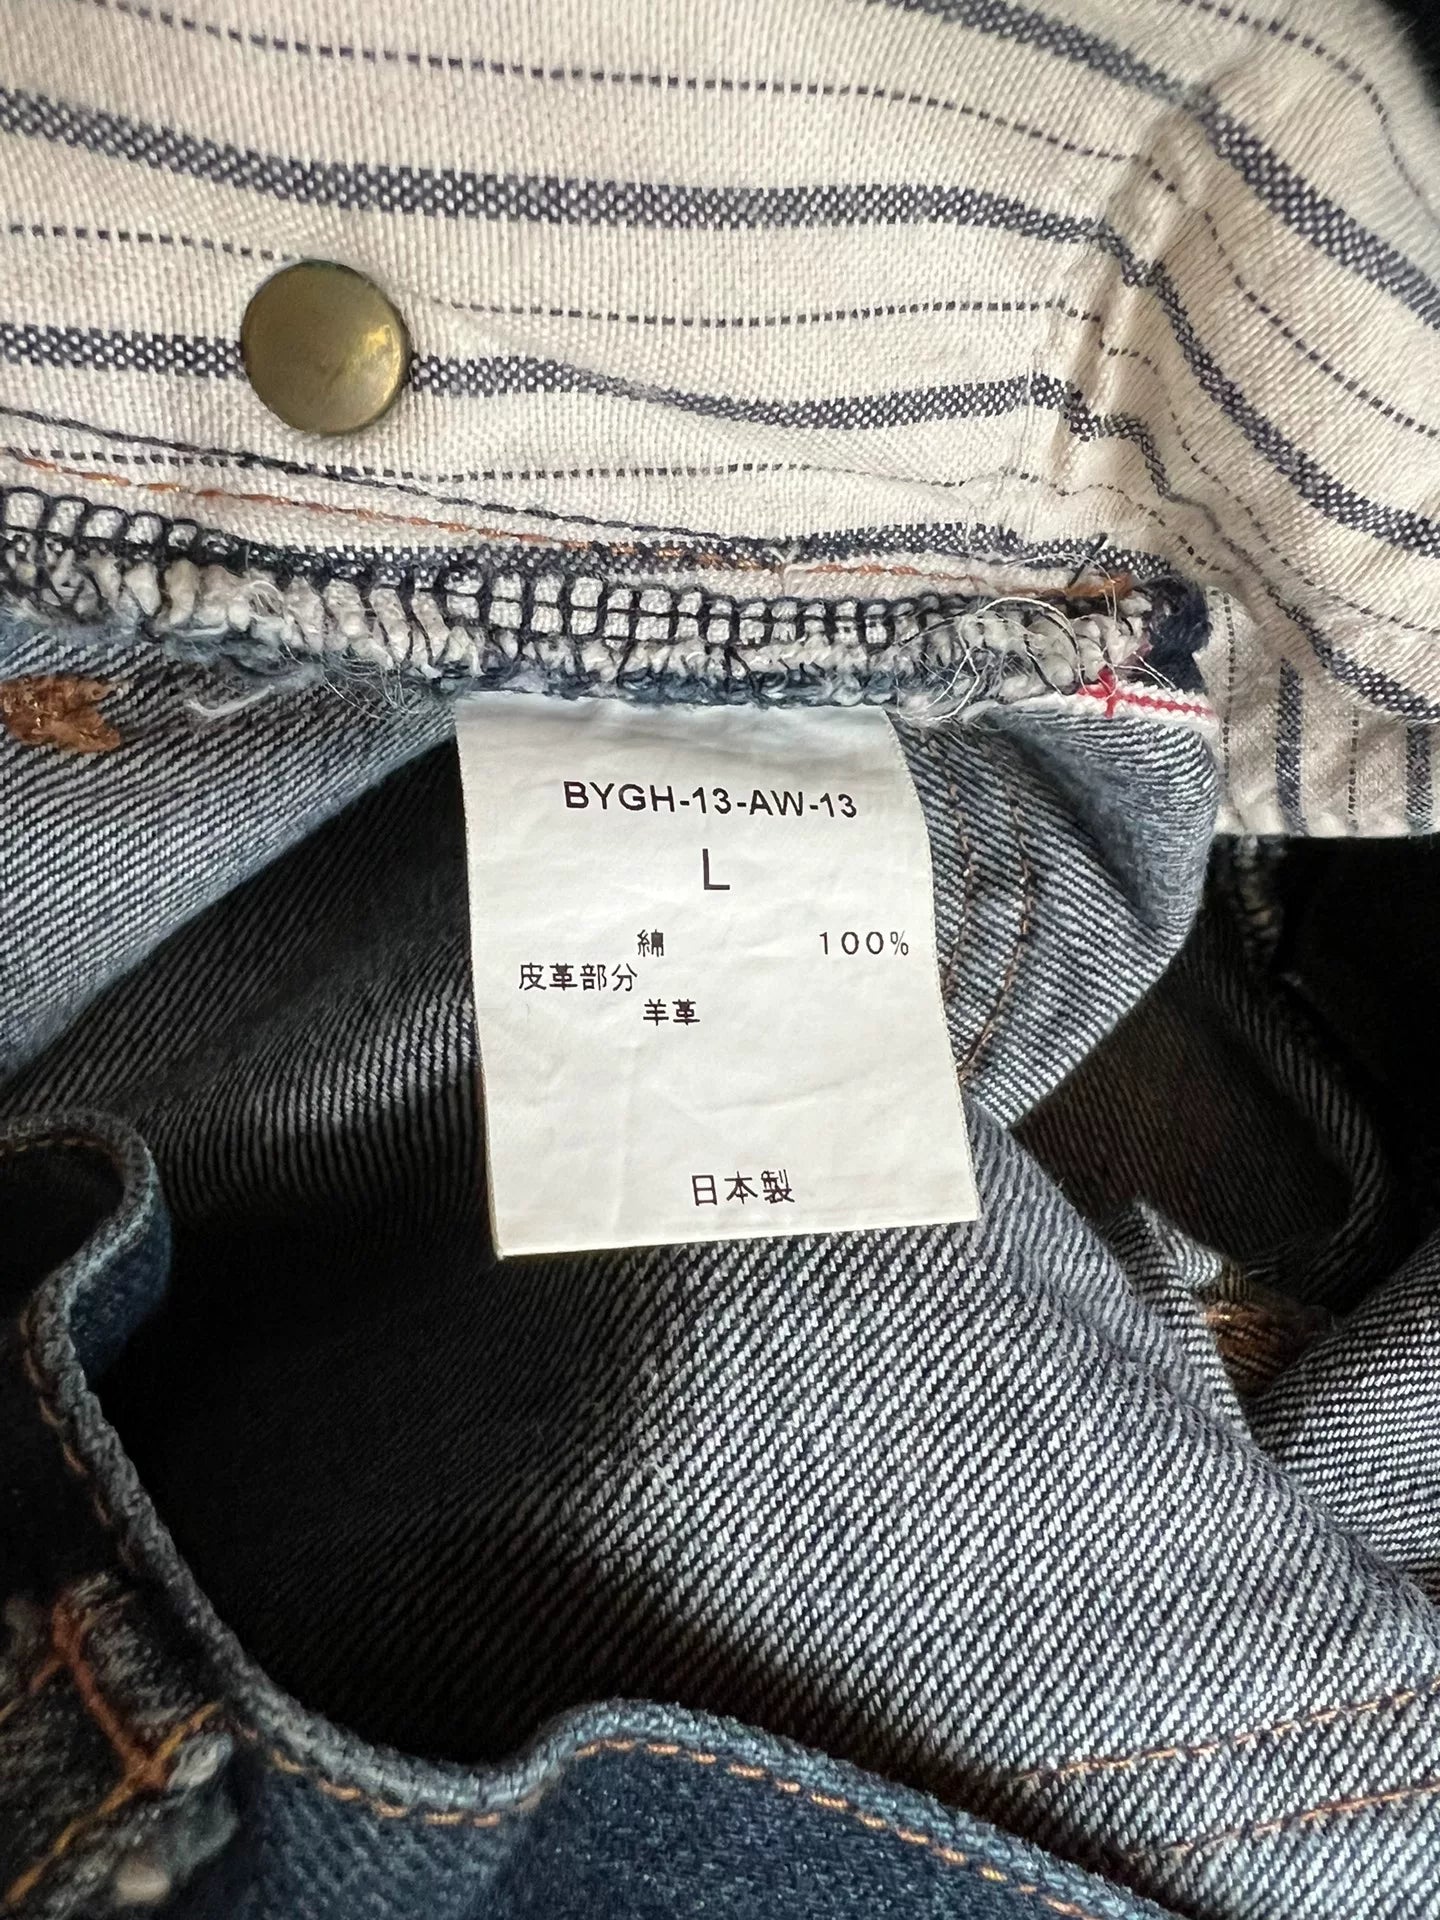 BYGH-13-AW-13
L
綿 100%
皮革部分
羊革
日本製